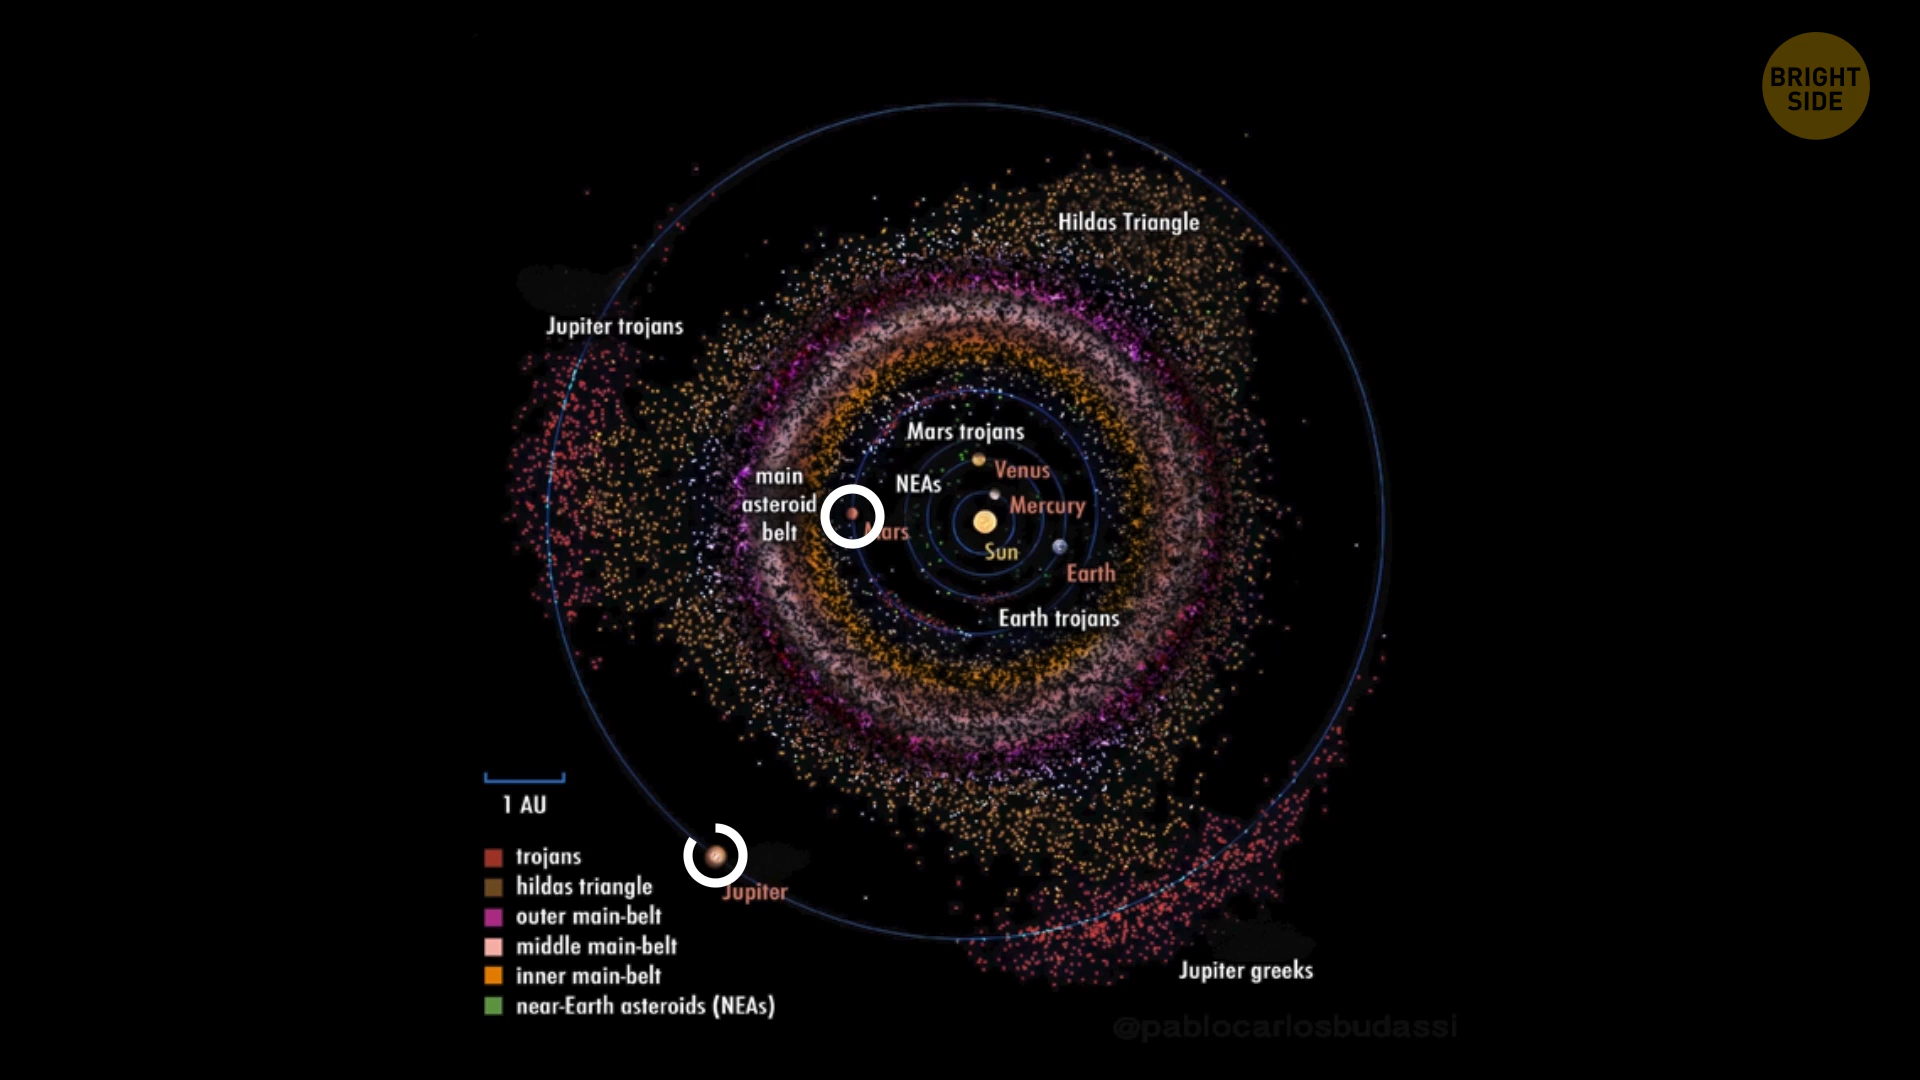 BRIGHT
SIDE
Hildas Triangle
Jupiter trojans
Mars trojans
Venus
NEAs
Mercury
main
asteroid
belt
Mars
Sun
Earth
Earth trojans
1 AU
Jupiter
trojans
hildas triangle
outer main-belt
middle main-belt
inner main-belt
near-Earth asteroids (NEAs)
Jupiter greeks
@pablocarlosbudassi